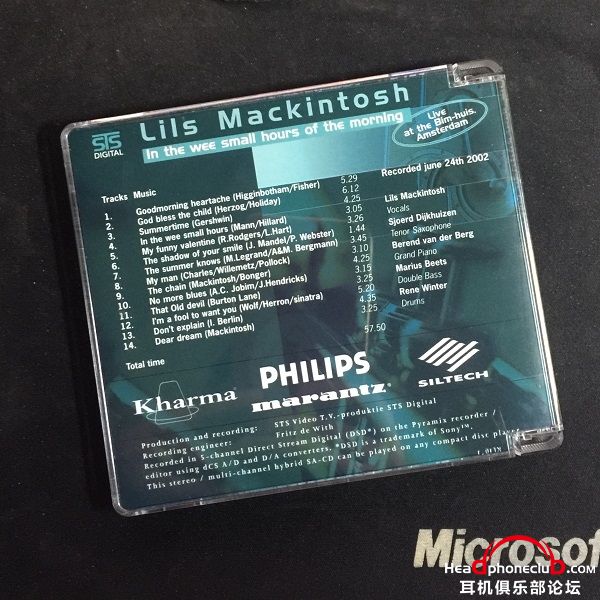 STS
DIGITAL
Lils Mackintosh
In the wee small hours of the morning
Live
at the Bim-huis,
Amsterdam
Recorded june 24th 2002
Tracks Music
1. Goodmorning heartache (Higginbotham/Fisher) 5.29
2. God bless the child (Herzog/Holiday) 6.12
3. Summertime (Gershwin) 4.25
4. In the wee small hours (Mann/Hillard) 3.05
5. My funny valentine (R.Rodgers/L.Hart) 3.26
6. The shadow of your smile (J. Mandel/P. Webster) 1.44
7. The summer knows (M.Legrand/A&M. Bergmann) 3.45
8. My man (Charles/Willemetz/Pollock) 3.10
9. The chain (Mackintosh/Bonger) 4.25
10. No more blues (A.C. Jobim/J.Hendricks) 3.15
11. That Old devil (Burton Lane) 3.25
12. I'm a fool to want you (Wolf/Herron/sinatra) 5.20
13. Don't explain (I. Berlin) 4.35
14. Dear dream (Mackintosh) 3.25
Total time 57.50
Lils Mackintosh
Vocals
Sjoerd Dijkhuizen
Tenor Saxophone
Berend van der Berg
Grand Piano
Marius Beets
Double Bass
Rene Winter
Drums
Kharma
PHILIPS
marantz
SILTECH
Production and recording: STS Video T.V.-produktie STS Digital
Recording engineer: Fritz de With
Recorded in 5-channel Direct Stream Digital (DSD*) on the Pyramix recorder /
editor using dCS A/D and D/A converters. *DSD is a trademark of Sony™.
This stereo / multi-channel hybrid SA-CD can be played on any compact disc player
Microsof
Headphoneclub.com
耳机俱乐部论坛